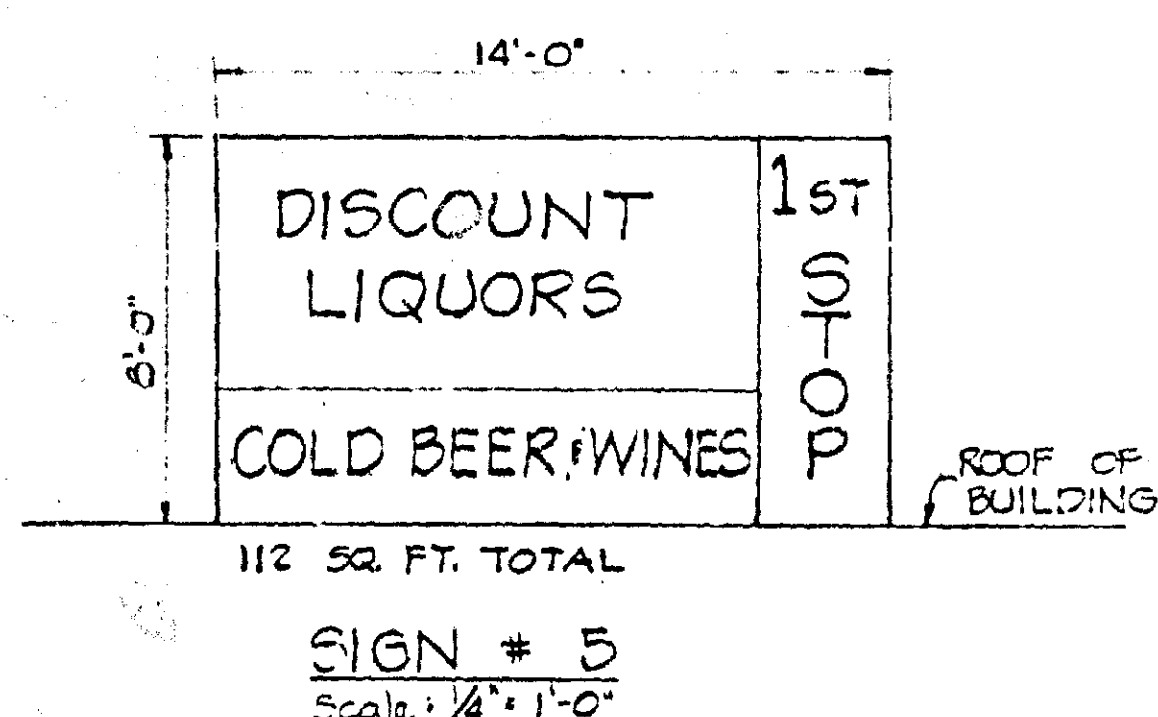 14'-0"
DISCOUNT
LIQUORS
1ST
S
T
O
P
8'-0"
COLD BEER & WINES
ROOF OF
BUILDING
112 SQ. FT. TOTAL
SIGN # 5
Scale: 1/4" = 1'-0"